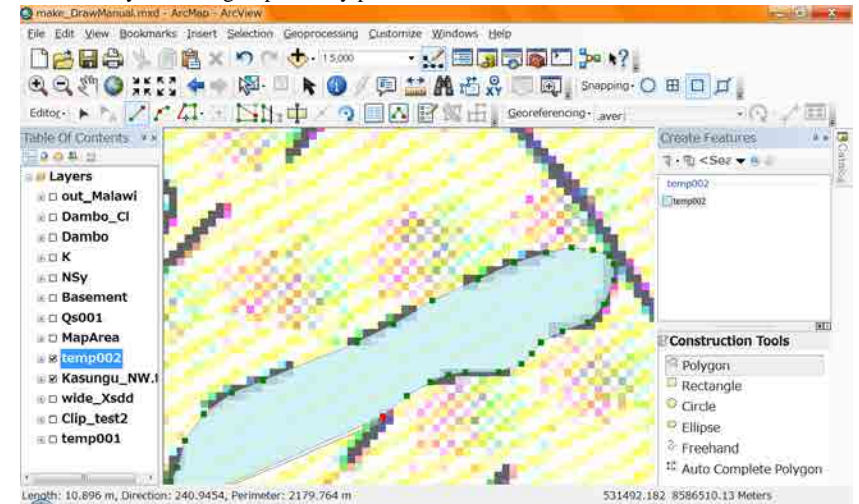 make_DrawManual.mxd - ArcMap - ArcView
File Edit View Bookmarks Insert Selection Geoprocessing Customize Windows Help
1:5,000
Snapping
Editor Georeferencing aver
Table Of Contents
Layers
out_Malawi
Dambo_Cl
Dambo
K
NSy
Basement
Qs001
MapArea
temp002
Kasungu_NW.t
wide_Xsdd
Clip_test2
temp001
Create Features
<Sea
temp002
temp002
Catalog
Construction Tools
Polygon
Rectangle
Circle
Ellipse
Freehand
Auto Complete Polygon
Length: 10.896 m, Direction: 240.9454, Perimeter: 2179.764 m
531492.182 8586510.13 Meters